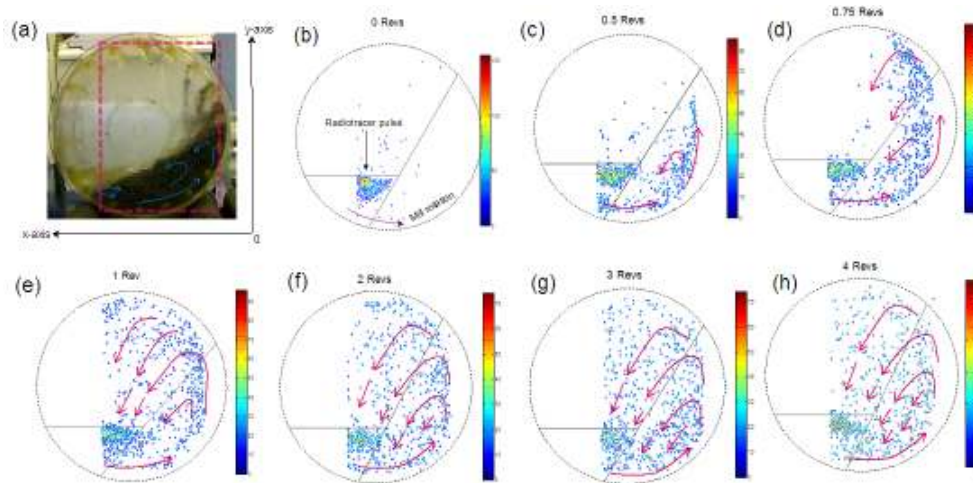 (a)
y-axis
x-axis
0
(b)
0 Revs
Radiotracer pulse
Mill rotation
(c)
0.5 Revs
(d)
0.75 Revs
(e)
1 Rev
(f)
2 Revs
(g)
3 Revs
(h)
4 Revs